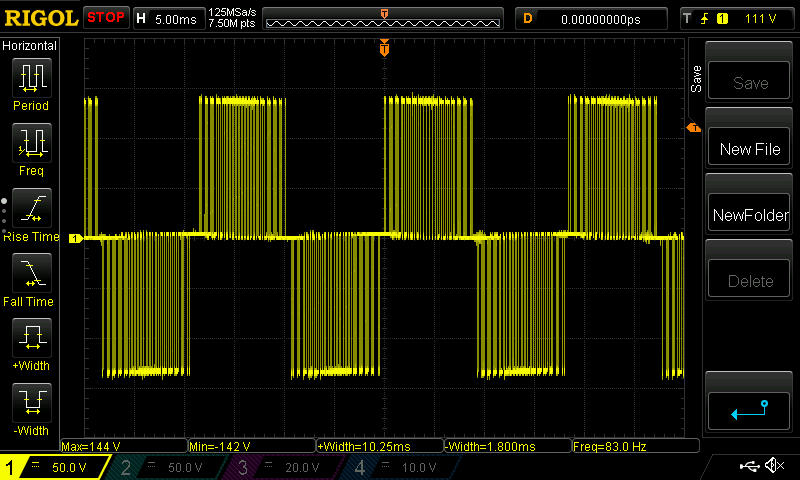 RIGOL STOP H 5.00ms 125MSa/s 7.50M pts T D 0.00000000ps T 1 111 V
Horizontal
Period
Freq
Rise Time
Fall Time
+Width
-Width
1
T
T
Save
Save
New File
NewFolder
Delete
Max=144 V Min=-142 V +Width=10.25ms -Width=1.800ms Freq=83.0 Hz
1 50.0 V 2 50.0 V 3 20.0 V 4 10.0 V